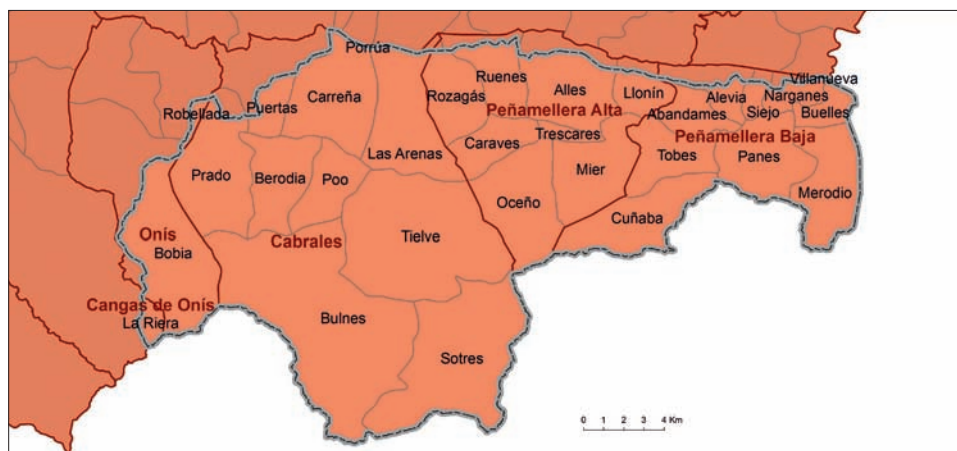 Porrúa
Villanueva
Ruenes
Alles
Llonín
Rozagás
Carreña
Alevia
Narganes
Robellada
Puertas
Peñamellera Alta
Abandames
Siejo
Buelles
Trescares
Peñamellera Baja
Caraves
Las Arenas
Tobes
Panes
Mier
Prado
Berodia
Poo
Merodio
Oceño
Cuñaba
Onís
Cabrales
Tielve
Bobia
Cangas de Onís
La Riera
Bulnes
Sotres
0 1 2 3 4 Km